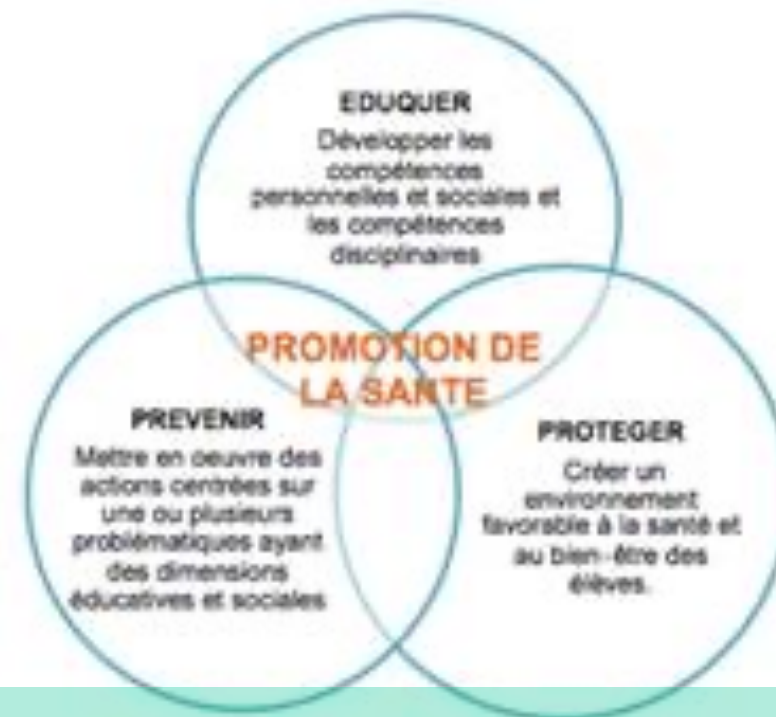 EDUQUER
Développer les
compétences
personnelles et sociales et
les compétences
disciplinaires
PROMOTION DE
LA SANTE
PREVENIR
Mettre en oeuvre des
actions centrées sur
une ou plusieurs
problématiques ayant
des dimensions
éducatives et sociales
PROTEGER
Créer un
environnement
favorable à la santé et
au bien-être des
élèves.